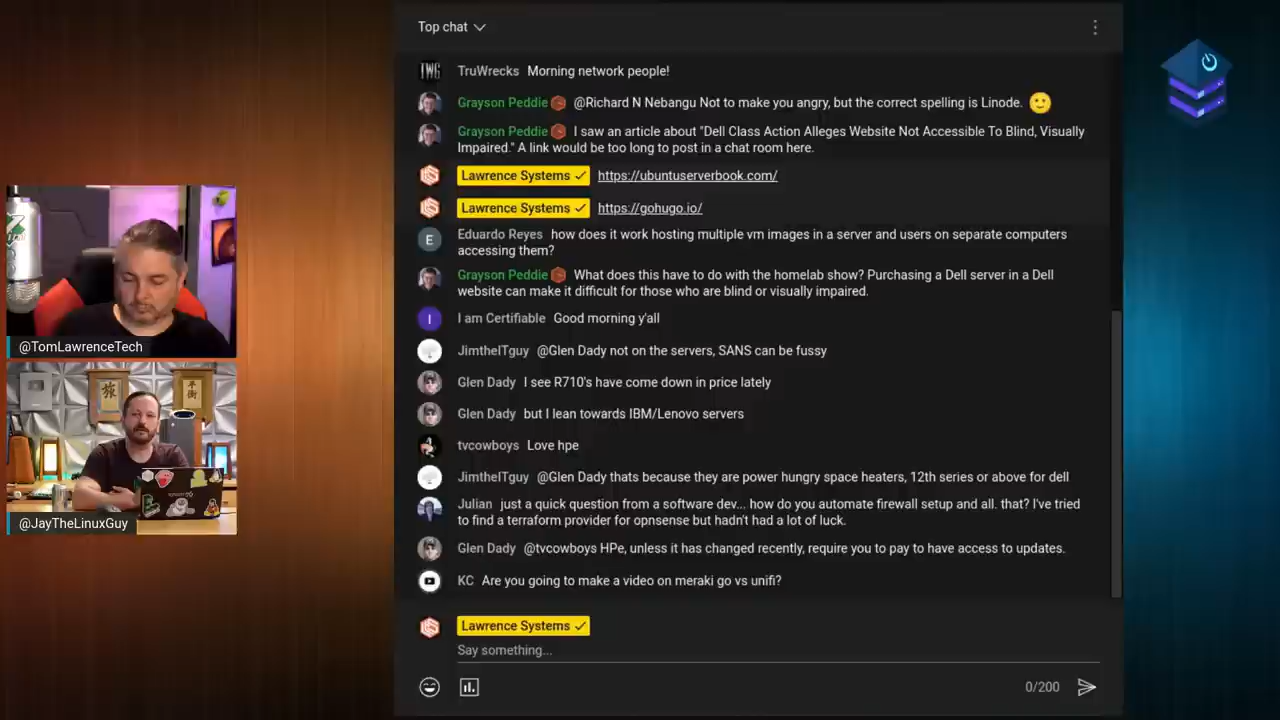 Top chat
TruWrecks Morning network people!
Grayson Peddie @Richard N Nebangu Not to make you angry, but the correct spelling is Linode.
Grayson Peddie I saw an article about "Dell Class Action Alleges Website Not Accessible To Blind, Visually
Impaired." A link would be too long to post in a chat room here.
Lawrence Systems https://ubuntuserverbook.com/
Lawrence Systems https://gohugo.io/
E Eduardo Reyes how does it work hosting multiple vm images in a server and users on separate computers
accessing them?
Grayson Peddie What does this have to do with the homelab show? Purchasing a Dell server in a Dell
website can make it difficult for those who are blind or visually impaired.
I I am Certifiable Good morning y'all
JimtheITguy @Glen Dady not on the servers, SANS can be fussy
Glen Dady I see R710's have come down in price lately
Glen Dady but I lean towards IBM/Lenovo servers
tvcowboys Love hpe
JimtheITguy @Glen Dady thats because they are power hungry space heaters, 12th series or above for dell
Julian just a quick question from a software dev... how do you automate firewall setup and all. that? I've tried
to find a terraform provider for opnsense but hadn't had a lot of luck.
Glen Dady @tvcowboys HPe, unless it has changed recently, require you to pay to have access to updates.
KC Are you going to make a video on meraki go vs unifi?
Lawrence Systems
Say something...
0/200
@TomLawrenceTech
@JayTheLinuxGuy